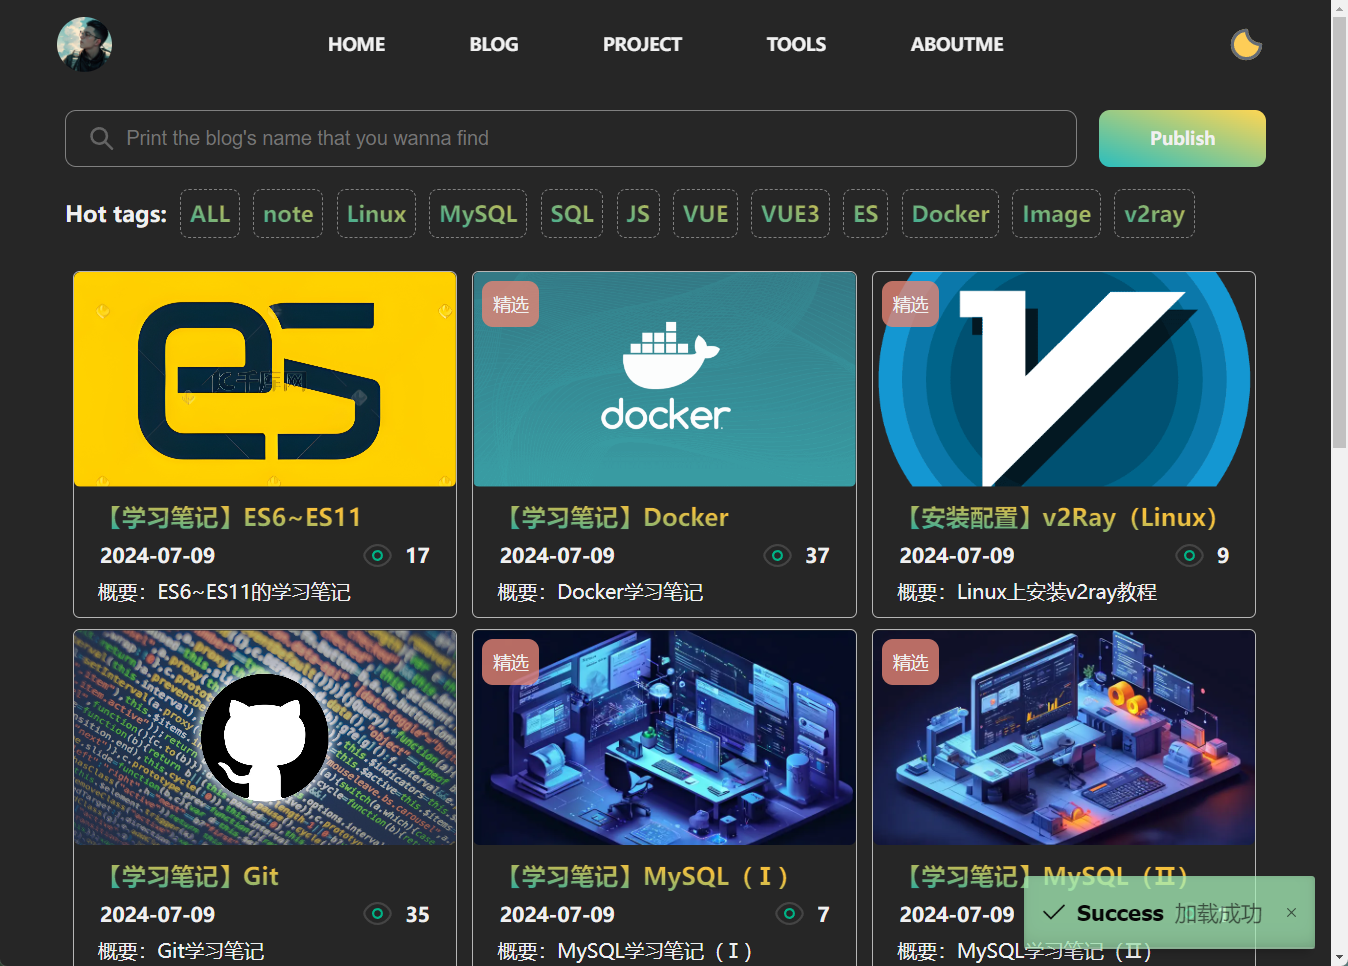 HOME BLOG PROJECT TOOLS ABOUTME
Print the blog's name that you wanna find
Publish
Hot tags: ALL note Linux MySQL SQL JS VUE VUE3 ES Docker Image v2ray
千库网
精选
docker
精选
【学习笔记】ES6~ES11
2024-07-09 17
概要：ES6~ES11的学习笔记
【学习笔记】Docker
2024-07-09 37
概要：Docker学习笔记
【安装配置】v2Ray（Linux）
2024-07-09 9
概要：Linux上安装v2ray教程
精选
精选
【学习笔记】Git
2024-07-09 35
概要：Git学习笔记
【学习笔记】MySQL（Ⅰ）
2024-07-09 7
概要：MySQL学习笔记（Ⅰ）
【学习笔记】MySQL（Ⅱ）
2024-07-09
概要：MySQL学习笔记（Ⅱ）
Success 加载成功